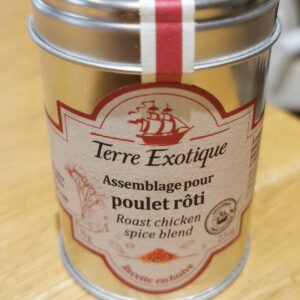 Terre Exotique
Assemblage pour
poulet rôti
Roast chicken
spice blend
Recette exclusive